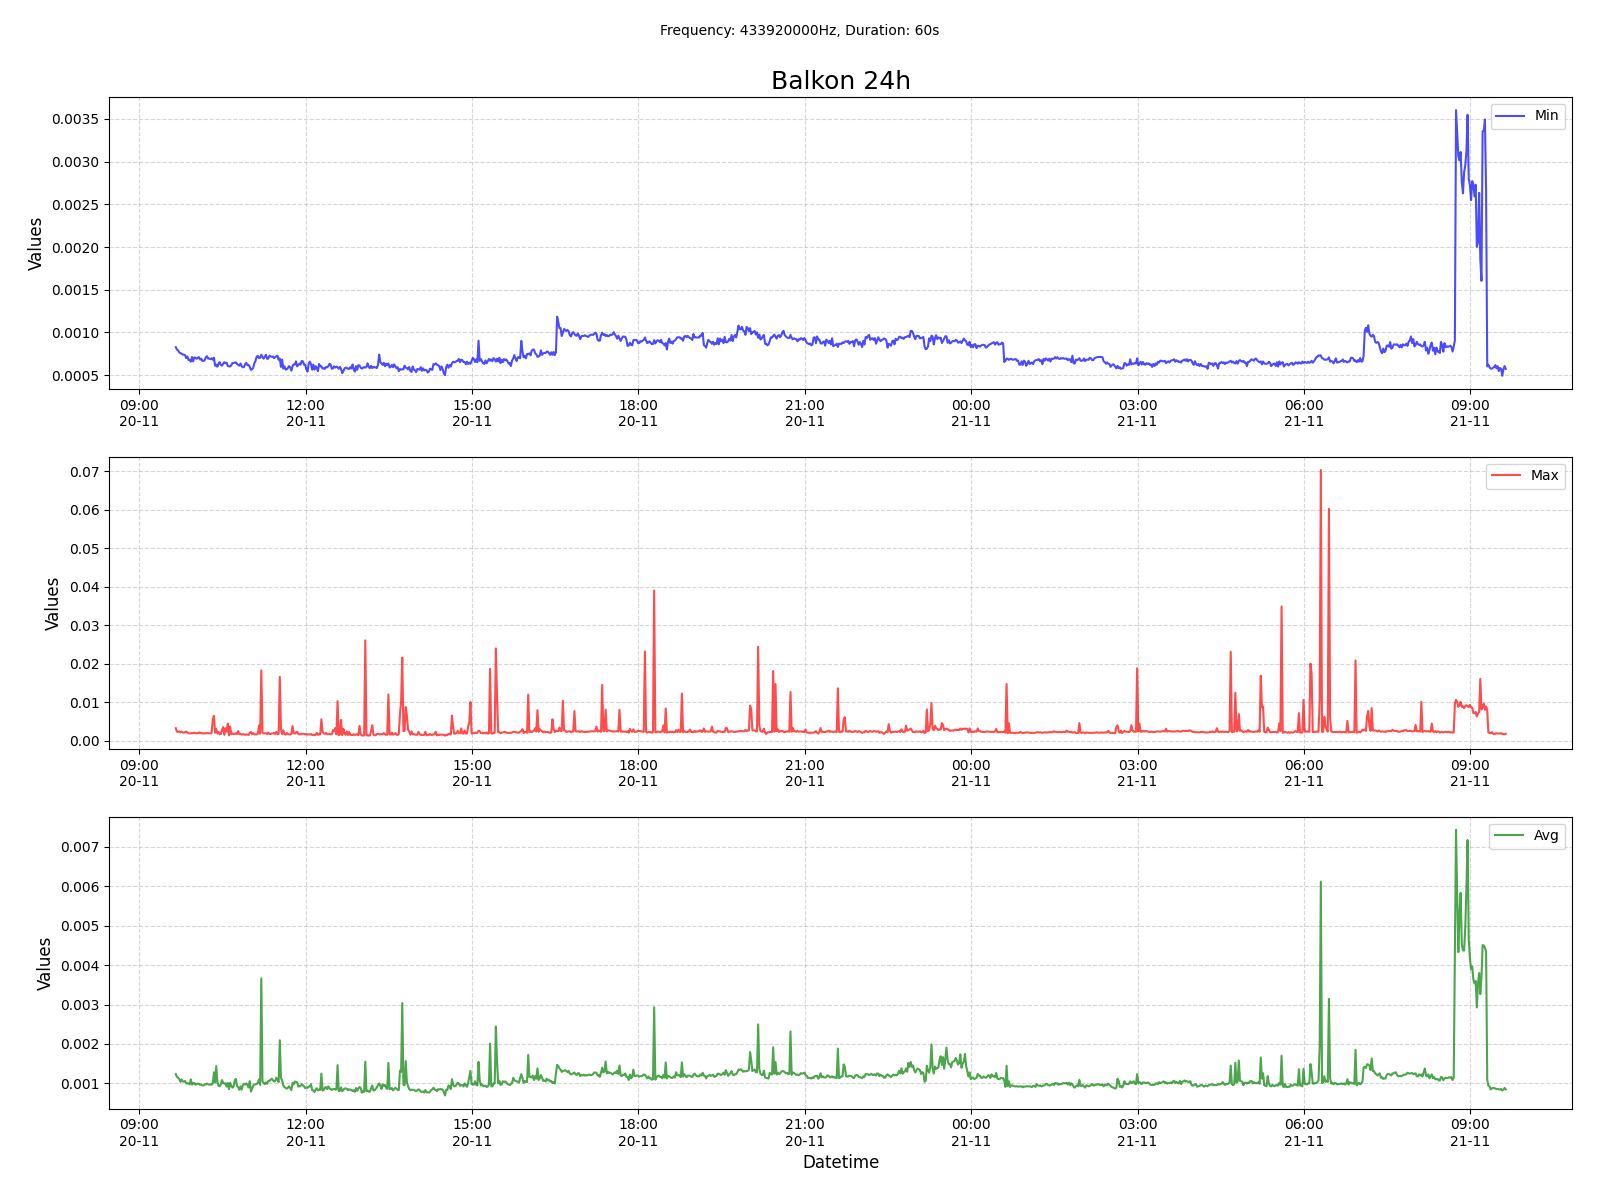 Frequency: 433920000Hz, Duration: 60s
Balkon 24h
Min
Values
0.0035
0.0030
0.0025
0.0020
0.0015
0.0010
0.0005
09:00 12:00 15:00 18:00 21:00 00:00 03:00 06:00 09:00
20-11 20-11 20-11 20-11 20-11 21-11 21-11 21-11 21-11
Max
Values
0.07
0.06
0.05
0.04
0.03
0.02
0.01
0.00
09:00 12:00 15:00 18:00 21:00 00:00 03:00 06:00 09:00
20-11 20-11 20-11 20-11 20-11 21-11 21-11 21-11 21-11
Avg
Values
0.007
0.006
0.005
0.004
0.003
0.002
0.001
09:00 12:00 15:00 18:00 21:00 00:00 03:00 06:00 09:00
20-11 20-11 20-11 20-11 20-11 21-11 21-11 21-11 21-11
Datetime